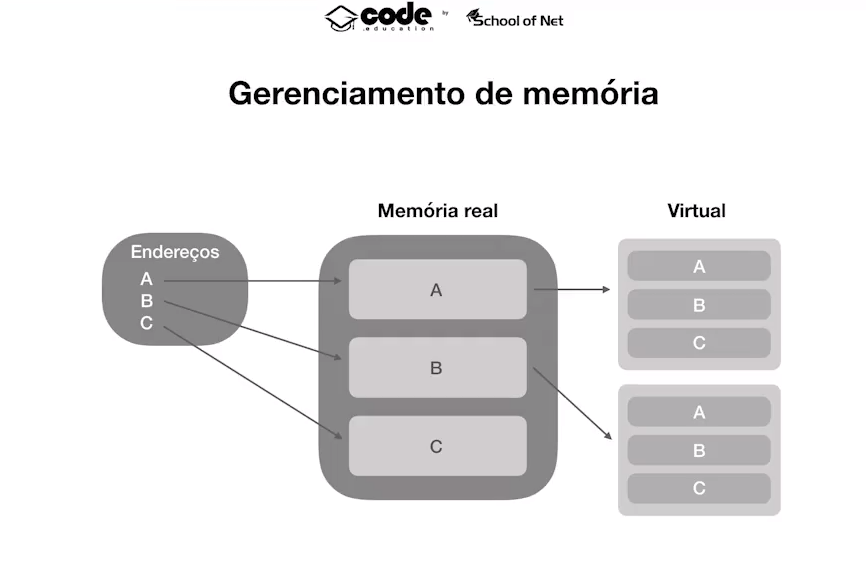 code
.education
by
School of Net
Gerenciamento de memória
Memória real
Virtual
Endereços
A
B
C
A
B
C
A
B
C
A
B
C